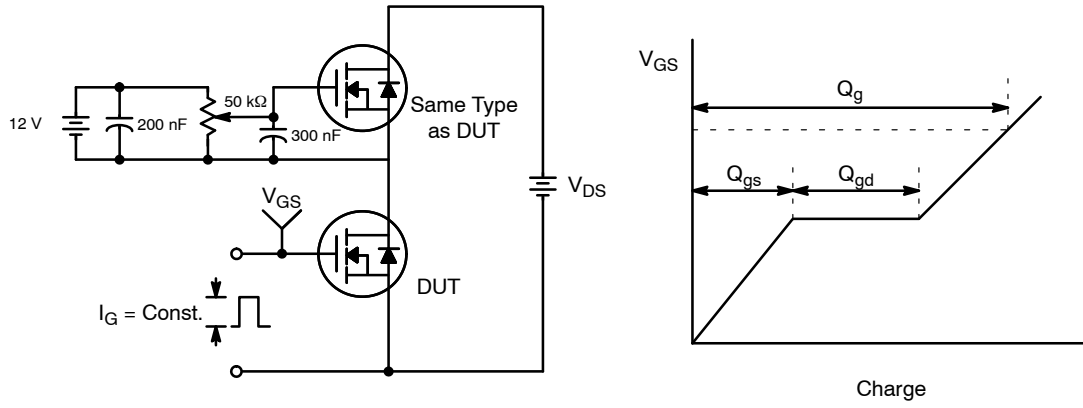 12 V
200 nF
50 kΩ
300 nF
Same Type
as DUT
V_DS
V_GS
DUT
I_G = Const.
V_GS
Q_g
Q_gs
Q_gd
Charge